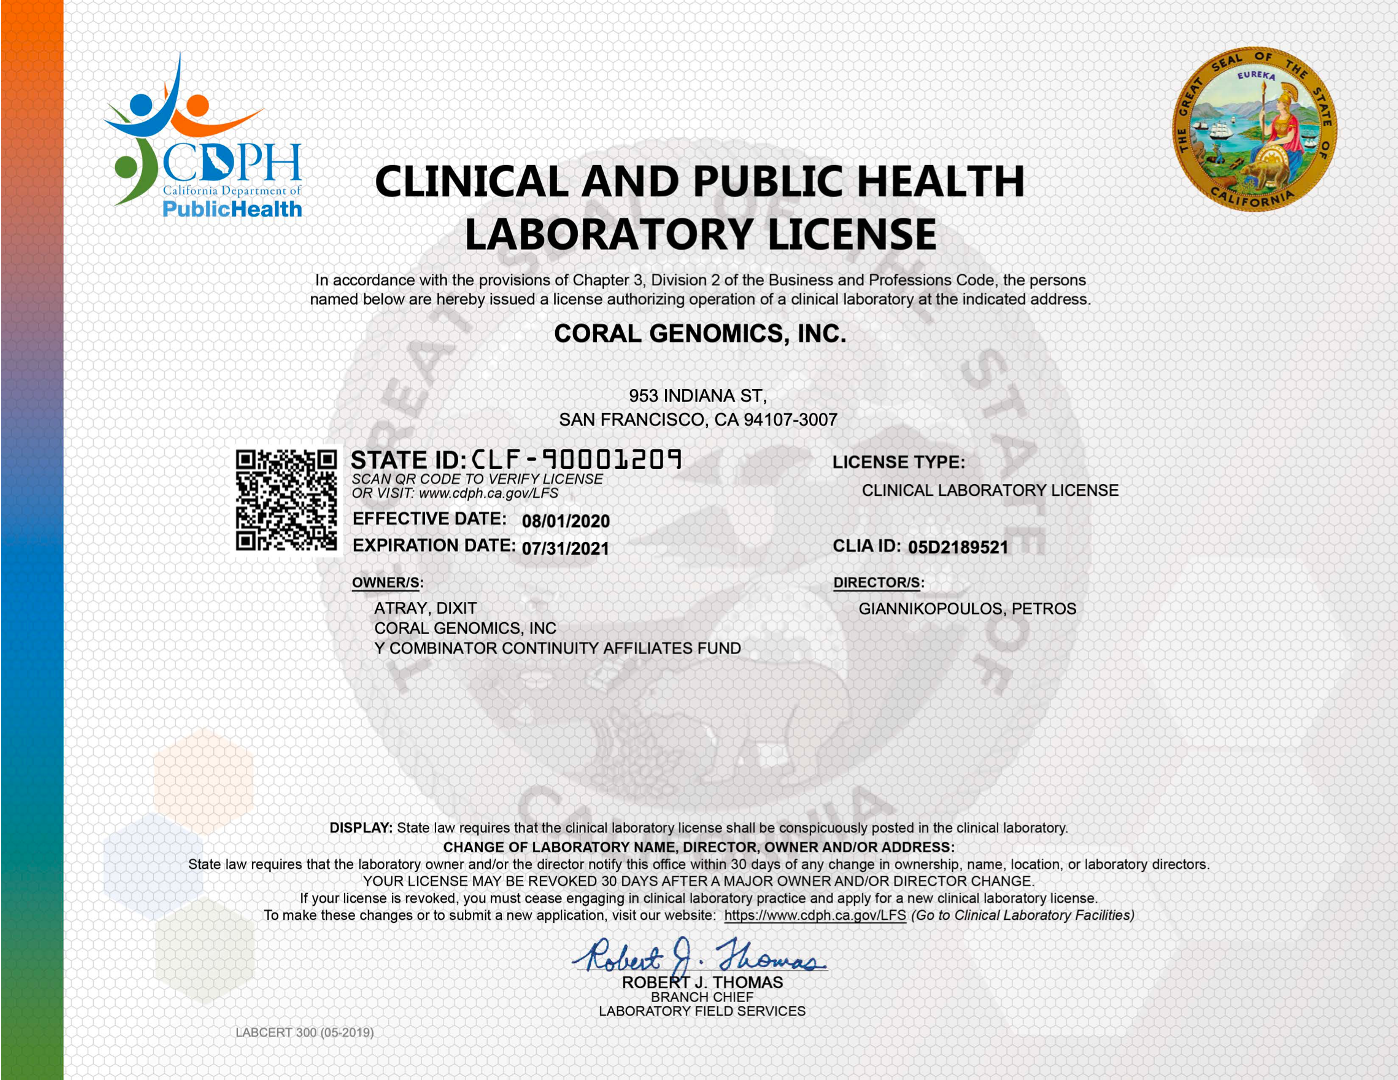 THE GREAT SEAL OF THE STATE OF CALIFORNIA
EUREKA
CDPH
California Department of
PublicHealth
CLINICAL AND PUBLIC HEALTH
LABORATORY LICENSE
In accordance with the provisions of Chapter 3, Division 2 of the Business and Professions Code, the persons
named below are hereby issued a license authorizing operation of a clinical laboratory at the indicated address.
CORAL GENOMICS, INC.
953 INDIANA ST,
SAN FRANCISCO, CA 94107-3007
STATE ID: CLF-90001209
SCAN QR CODE TO VERIFY LICENSE
OR VISIT: www.cdph.ca.gov/LFS
EFFECTIVE DATE: 08/01/2020
EXPIRATION DATE: 07/31/2021
LICENSE TYPE:
CLINICAL LABORATORY LICENSE
CLIA ID: 05D2189521
OWNER/S:
ATRAY, DIXIT
CORAL GENOMICS, INC
Y COMBINATOR CONTINUITY AFFILIATES FUND
DIRECTOR/S:
GIANNIKOPOULOS, PETROS
THE GREAT SEAL OF THE STATE OF CALIFORNIA
DISPLAY: State law requires that the clinical laboratory license shall be conspicuously posted in the clinical laboratory.
CHANGE OF LABORATORY NAME, DIRECTOR, OWNER AND/OR ADDRESS:
State law requires that the laboratory owner and/or the director notify this office within 30 days of any change in ownership, name, location, or laboratory directors.
YOUR LICENSE MAY BE REVOKED 30 DAYS AFTER A MAJOR OWNER AND/OR DIRECTOR CHANGE.
If your license is revoked, you must cease engaging in clinical laboratory practice and apply for a new clinical laboratory license.
To make these changes or to submit a new application, visit our website: https://www.cdph.ca.gov/LFS (Go to Clinical Laboratory Facilities)
Robert J. Thomas
ROBERT J. THOMAS
BRANCH CHIEF
LABORATORY FIELD SERVICES
LABCERT 300 (05-2019)